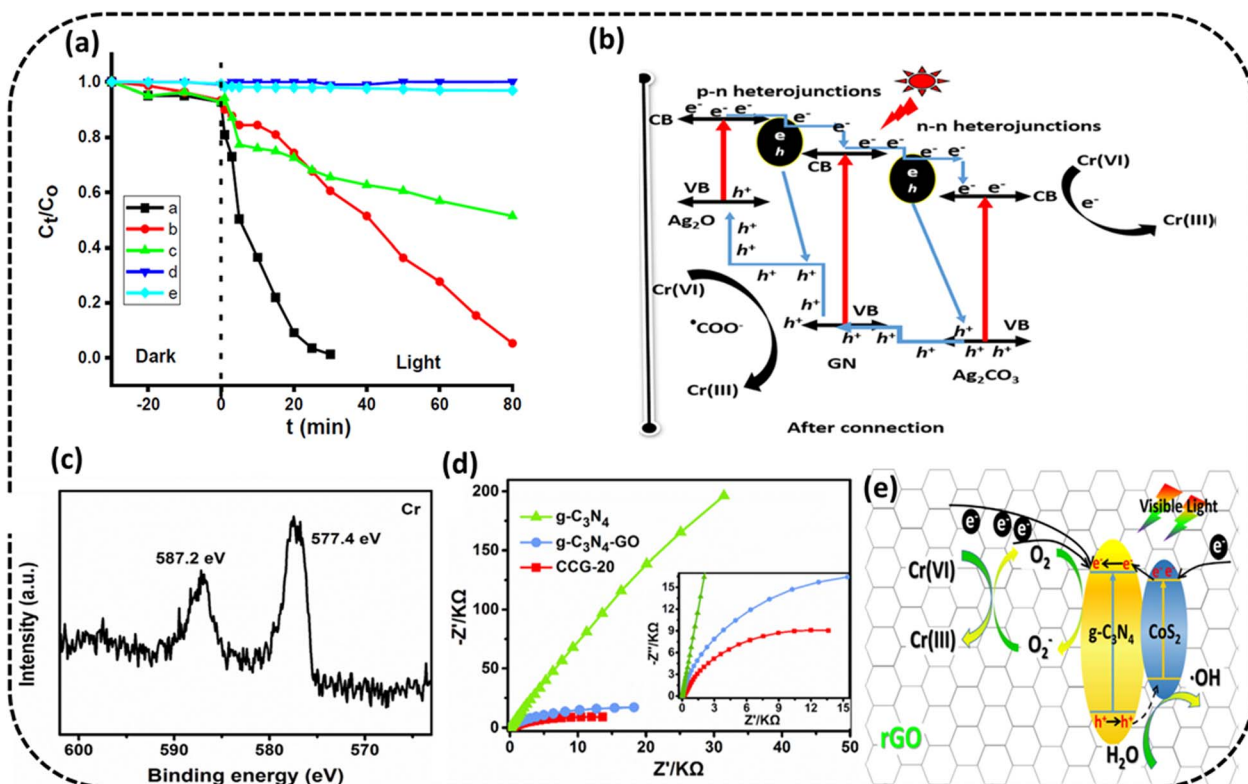 (a)
Ct/Co
1.0
0.8
0.6
0.4
0.2
0.0
a
b
c
d
e
Dark
Light
-20
0
20
40
60
80
t (min)
(b)
p-n heterojunctions
n-n heterojunctions
CB
e⁻
e⁻
e⁻
e⁻
e⁻
e
h
e⁻
e⁻
e⁻
e⁻
CB
e
h
e⁻
e⁻
CB
Cr(VI)
e⁻
Cr(III)
VB
h⁺
Ag₂O
h⁺
h⁺
h⁺
h⁺
h⁺
h⁺
Cr(VI)
•COO⁻
Cr(III)
h⁺
VB
h⁺
h⁺
GN
h⁺
h⁺
h⁺
h⁺
VB
Ag₂CO₃
After connection
(c)
Cr
587.2 eV
577.4 eV
Intensity (a.u.)
600
590
580
570
Binding energy (eV)
(d)
-Z'/KΩ
200
150
100
50
0
g-C₃N₄
g-C₃N₄-GO
CCG-20
-Z''/KΩ
15
12
9
6
3
0
0
3
6
9
12
15
Z'/KΩ
0
10
20
30
40
50
Z'/KΩ
(e)
Visible Light
e⁻
e⁻
e⁻
e⁻
Cr(VI)
O₂
e⁻
e⁻
e⁻
e⁻
Cr(III)
O₂⁻
g-C₃N₄
CoS₂
·OH
h⁺
h⁺
H₂O
rGO